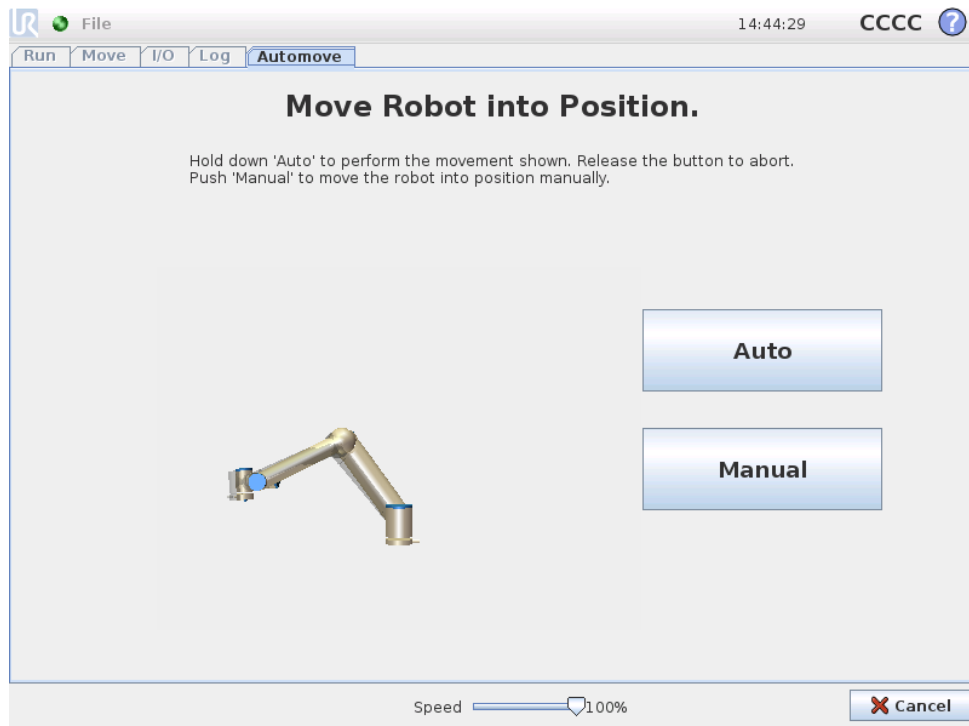 UR File 14:44:29 CCCC ?
Run Move I/O Log Automove
Move Robot into Position.
Hold down 'Auto' to perform the movement shown. Release the button to abort.
Push 'Manual' to move the robot into position manually.
Auto
Manual
Speed 100% Cancel